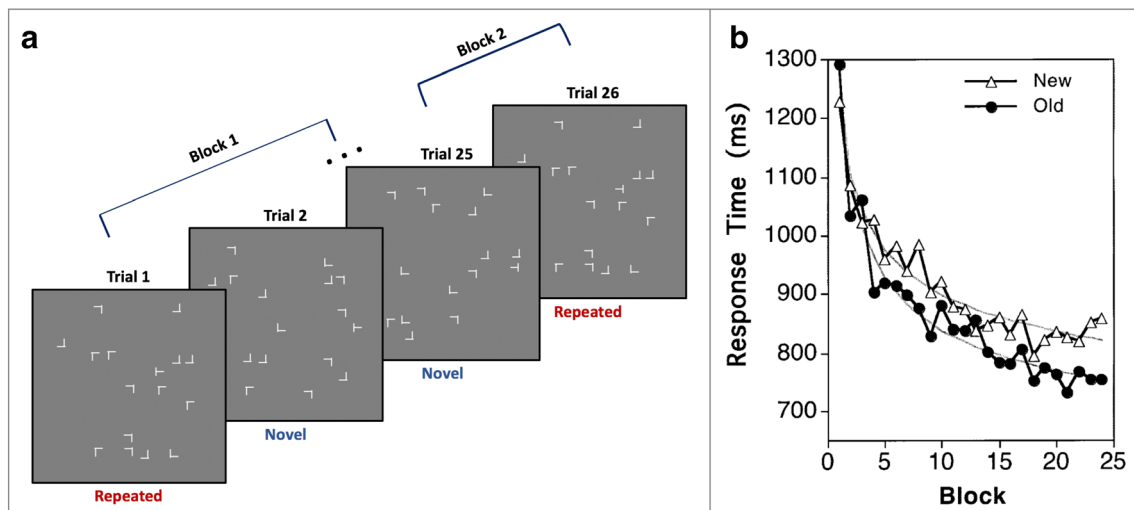 a
Block 1
Block 2
Trial 1
Trial 2
...
Trial 25
Trial 26
Repeated
Novel
Novel
Repeated
b
New
Old
Response Time (ms)
1300
1200
1100
1000
900
800
700
0 5 10 15 20 25
Block